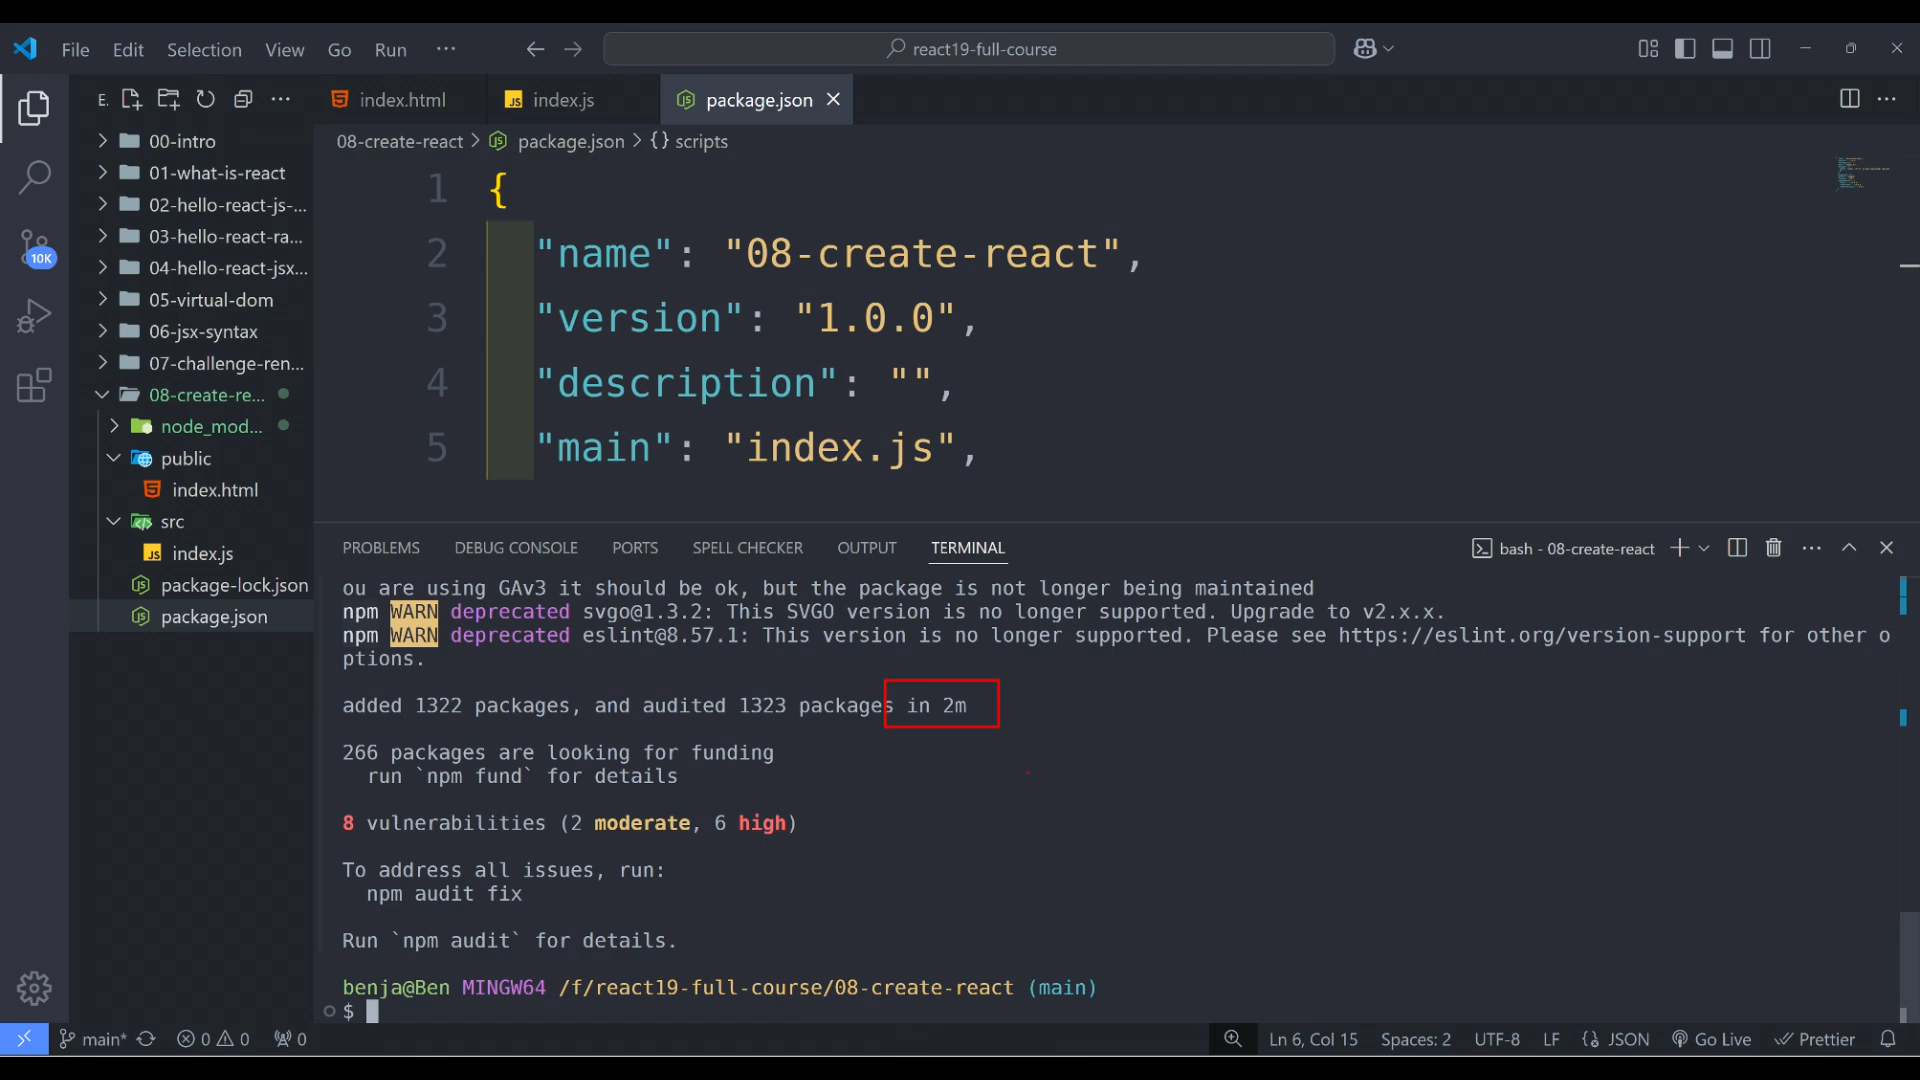 File Edit Selection View Go Run ··· react19-full-course
E. ···
index.html index.js package.json
00-intro
01-what-is-react
02-hello-react-js-...
03-hello-react-ra...
04-hello-react-jsx...
05-virtual-dom
06-jsx-syntax
07-challenge-ren...
08-create-re...
node_mod...
public
index.html
src
index.js
package-lock.json
package.json
10K
08-create-react > package.json > {} scripts
1 {
2 "name": "08-create-react",
3 "version": "1.0.0",
4 "description": "",
5 "main": "index.js",
PROBLEMS DEBUG CONSOLE PORTS SPELL CHECKER OUTPUT TERMINAL bash - 08-create-react
ou are using GAv3 it should be ok, but the package is not longer being maintained
npm WARN deprecated svgo@1.3.2: This SVGO version is no longer supported. Upgrade to v2.x.x.
npm WARN deprecated eslint@8.57.1: This version is no longer supported. Please see https://eslint.org/version-support for other o
ptions.
added 1322 packages, and audited 1323 packages in 2m
266 packages are looking for funding
run `npm fund` for details
8 vulnerabilities (2 moderate, 6 high)
To address all issues, run:
npm audit fix
Run `npm audit` for details.
benja@Ben MINGW64 /f/react19-full-course/08-create-react (main)
$
main* 0 0 0 Ln 6, Col 15 Spaces: 2 UTF-8 LF JSON Go Live Prettier